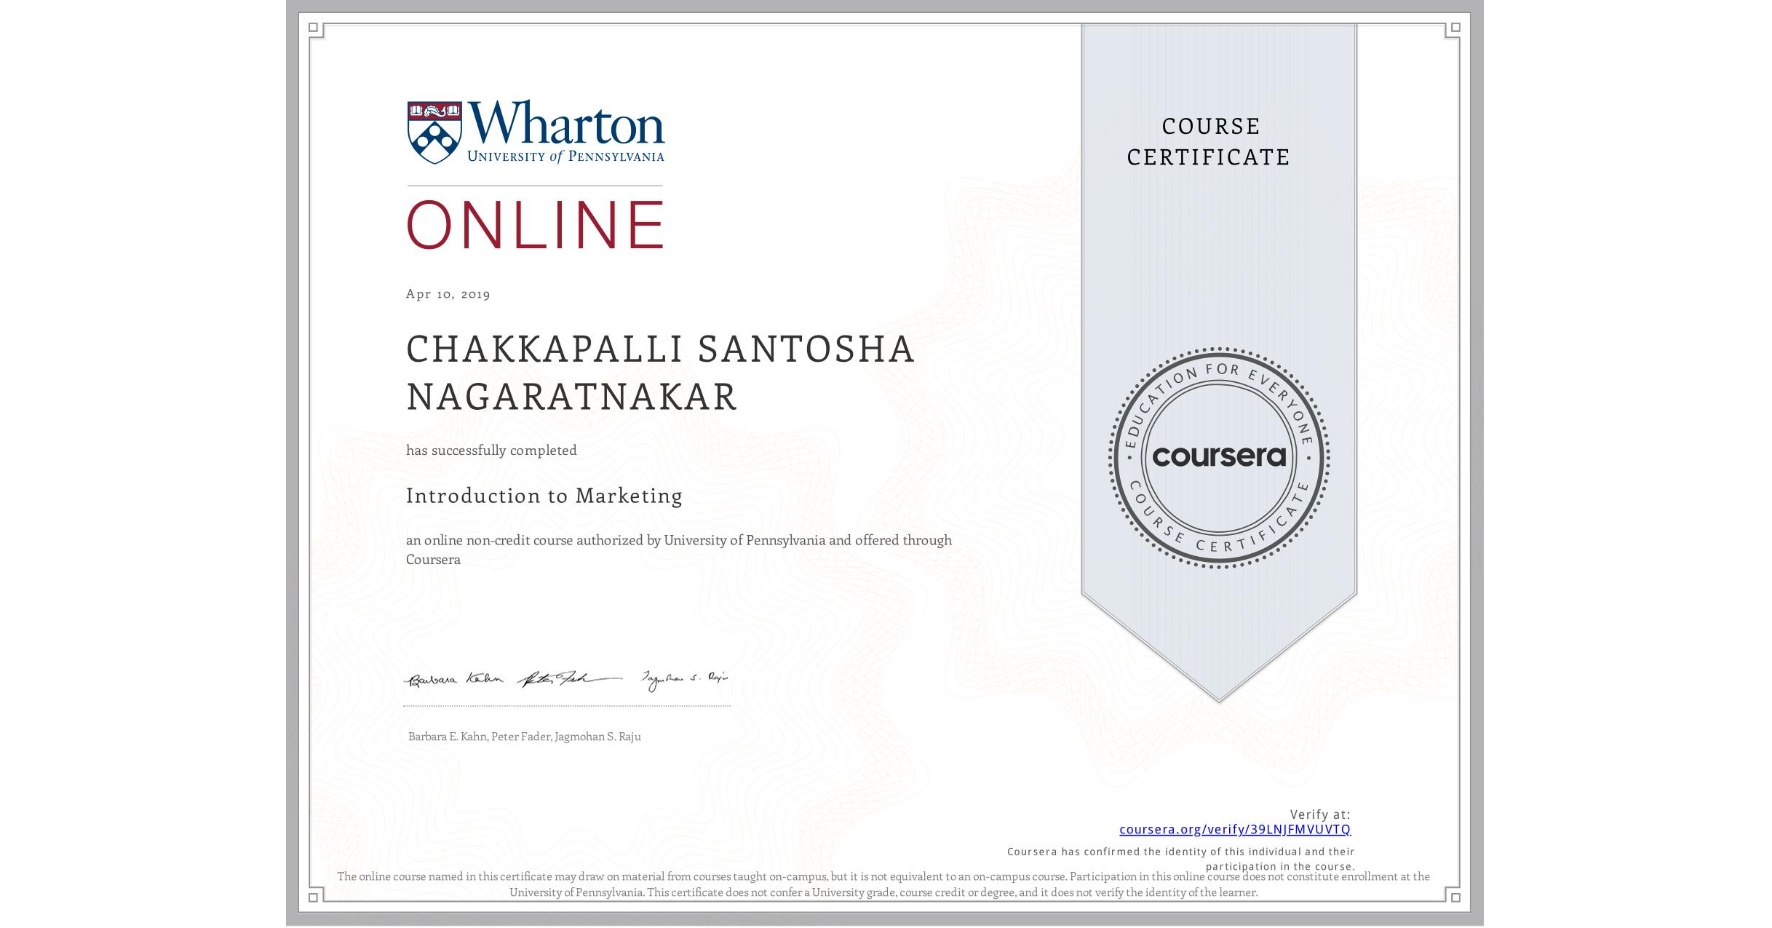 Wharton
UNIVERSITY of PENNSYLVANIA
ONLINE
Apr 10, 2019
CHAKKAPALLI SANTOSHA
NAGARATNAKAR
has successfully completed
Introduction to Marketing
an online non-credit course authorized by University of Pennsylvania and offered through
Coursera
Barbara Kahn Peter Fader Jagmohan S. Raju
Barbara E. Kahn, Peter Fader, Jagmohan S. Raju
COURSE
CERTIFICATE
EDUCATION FOR EVERYONE
coursera
COURSE CERTIFICATE
Verify at:
coursera.org/verify/39LNJFMVUVTQ
Coursera has confirmed the identity of this individual and their
participation in the course.
The online course named in this certificate may draw on material from courses taught on-campus, but it is not equivalent to an on-campus course. Participation in this online course does not constitute enrollment at the
University of Pennsylvania. This certificate does not confer a University grade, course credit or degree, and it does not verify the identity of the learner.